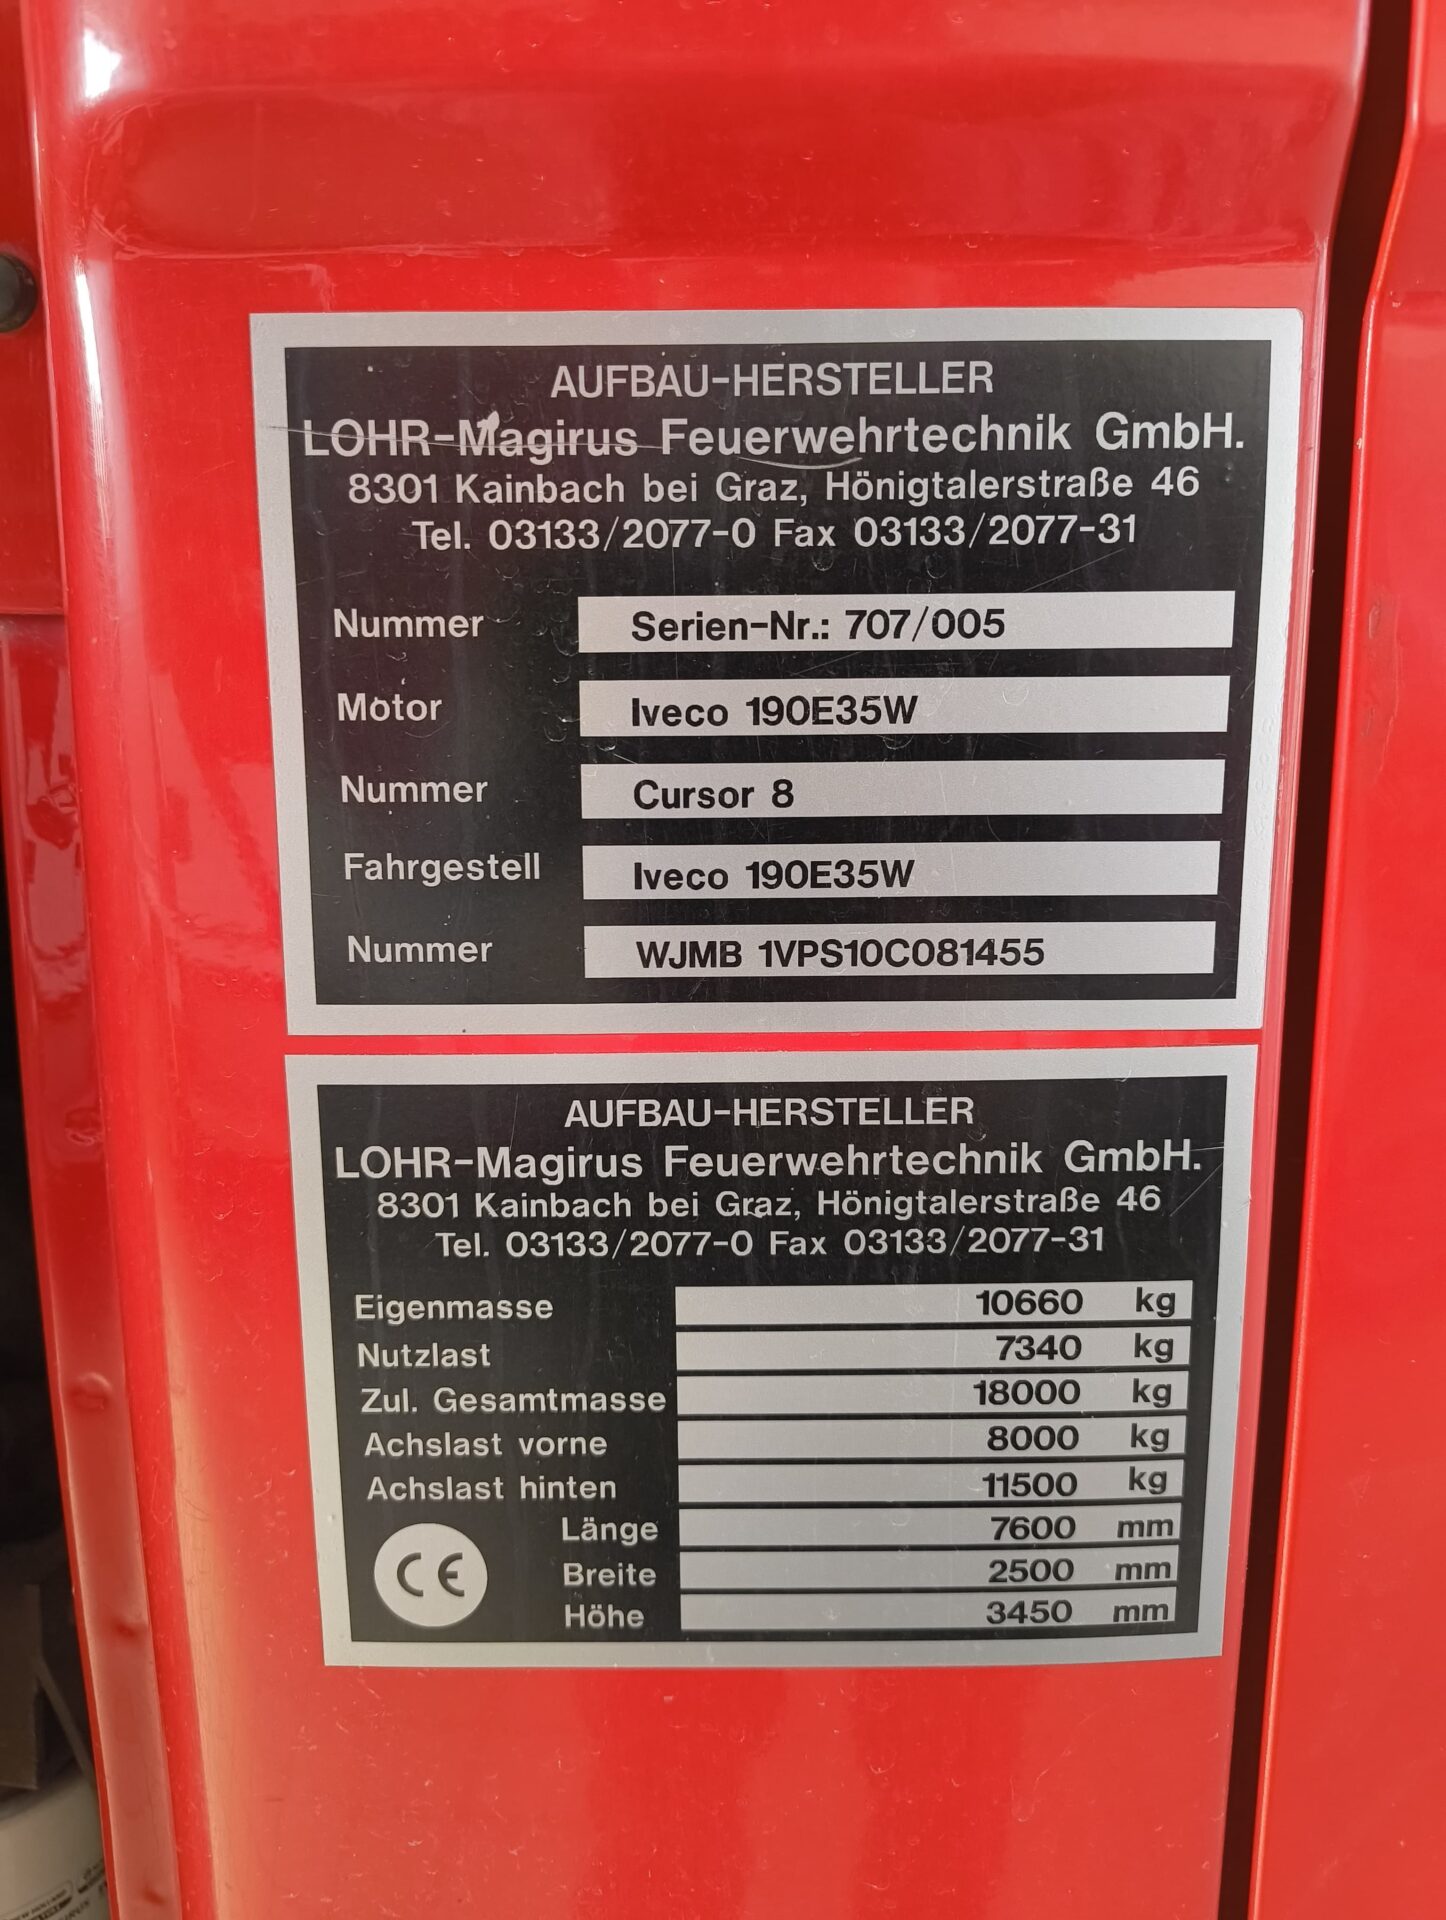 AUFBAU-HERSTELLER
LOHR-Magirus Feuerwehrtechnik GmbH.
8301 Kainbach bei Graz, Hönigtalerstraße 46
Tel. 03133/2077-0 Fax 03133/2077-31
Nummer Serien-Nr.: 707/005
Motor Iveco 190E35W
Nummer Cursor 8
Fahrgestell Iveco 190E35W
Nummer WJMB 1VPS10C081455
AUFBAU-HERSTELLER
LOHR-Magirus Feuerwehrtechnik GmbH.
8301 Kainbach bei Graz, Hönigtalerstraße 46
Tel. 03133/2077-0 Fax 03133/2077-31
Eigenmasse 10660 kg
Nutzlast 7340 kg
Zul. Gesamtmasse 18000 kg
Achslast vorne 8000 kg
Achslast hinten 11500 kg
Länge 7600 mm
CE Breite 2500 mm
Höhe 3450 mm